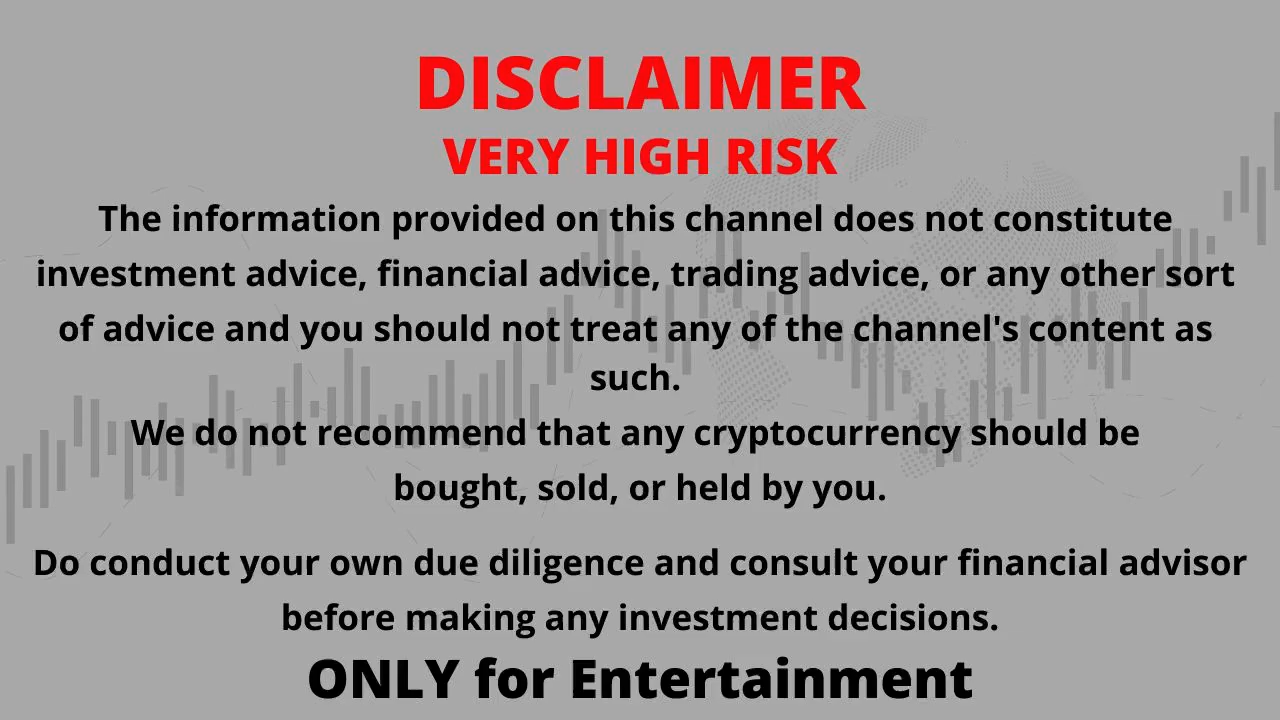 DISCLAIMER
VERY HIGH RISK
The information provided on this channel does not constitute
investment advice, financial advice, trading advice, or any other sort
of advice and you should not treat any of the channel's content as
such.
We do not recommend that any cryptocurrency should be
bought, sold, or held by you.
Do conduct your own due diligence and consult your financial advisor
before making any investment decisions.
ONLY for Entertainment